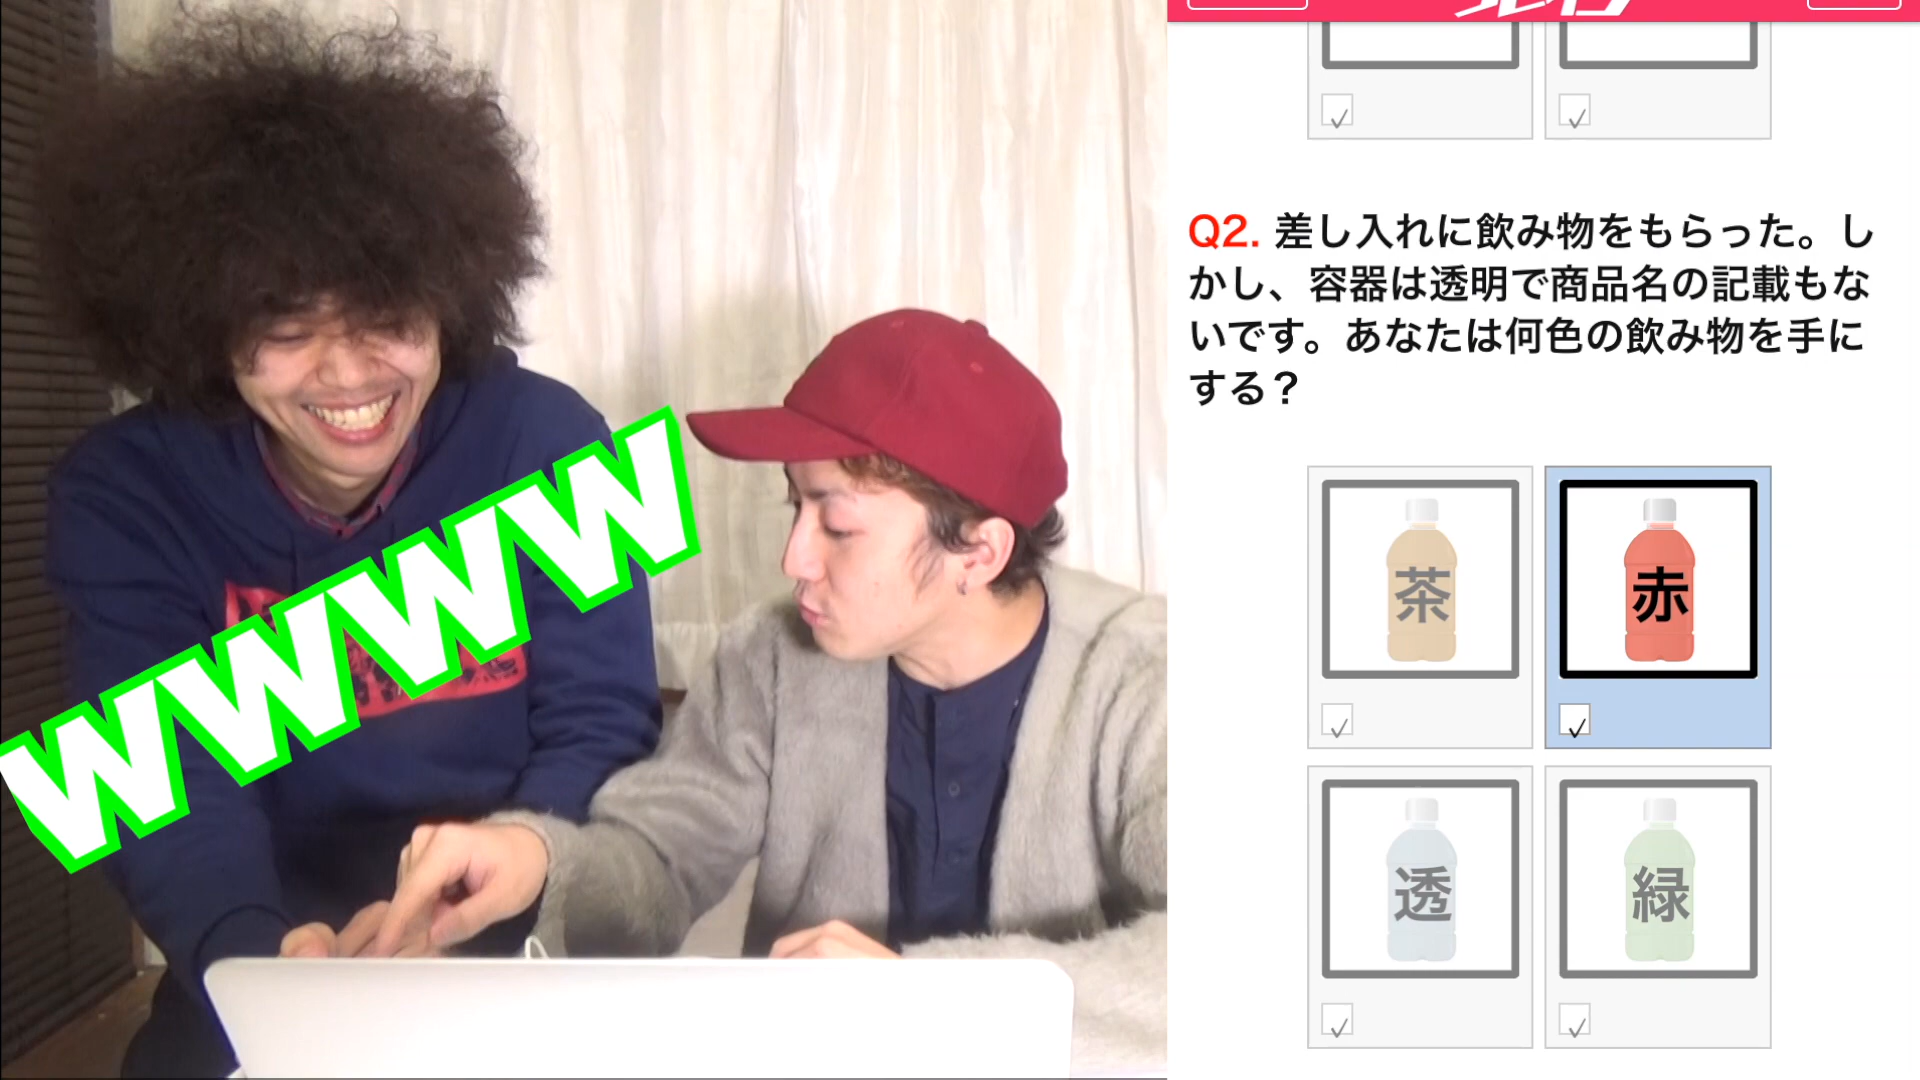 wwww
Q2. 差し入れに飲み物をもらった。し
かし、容器は透明で商品名の記載もな
いです。あなたは何色の飲み物を手に
する？
茶
赤
透
緑